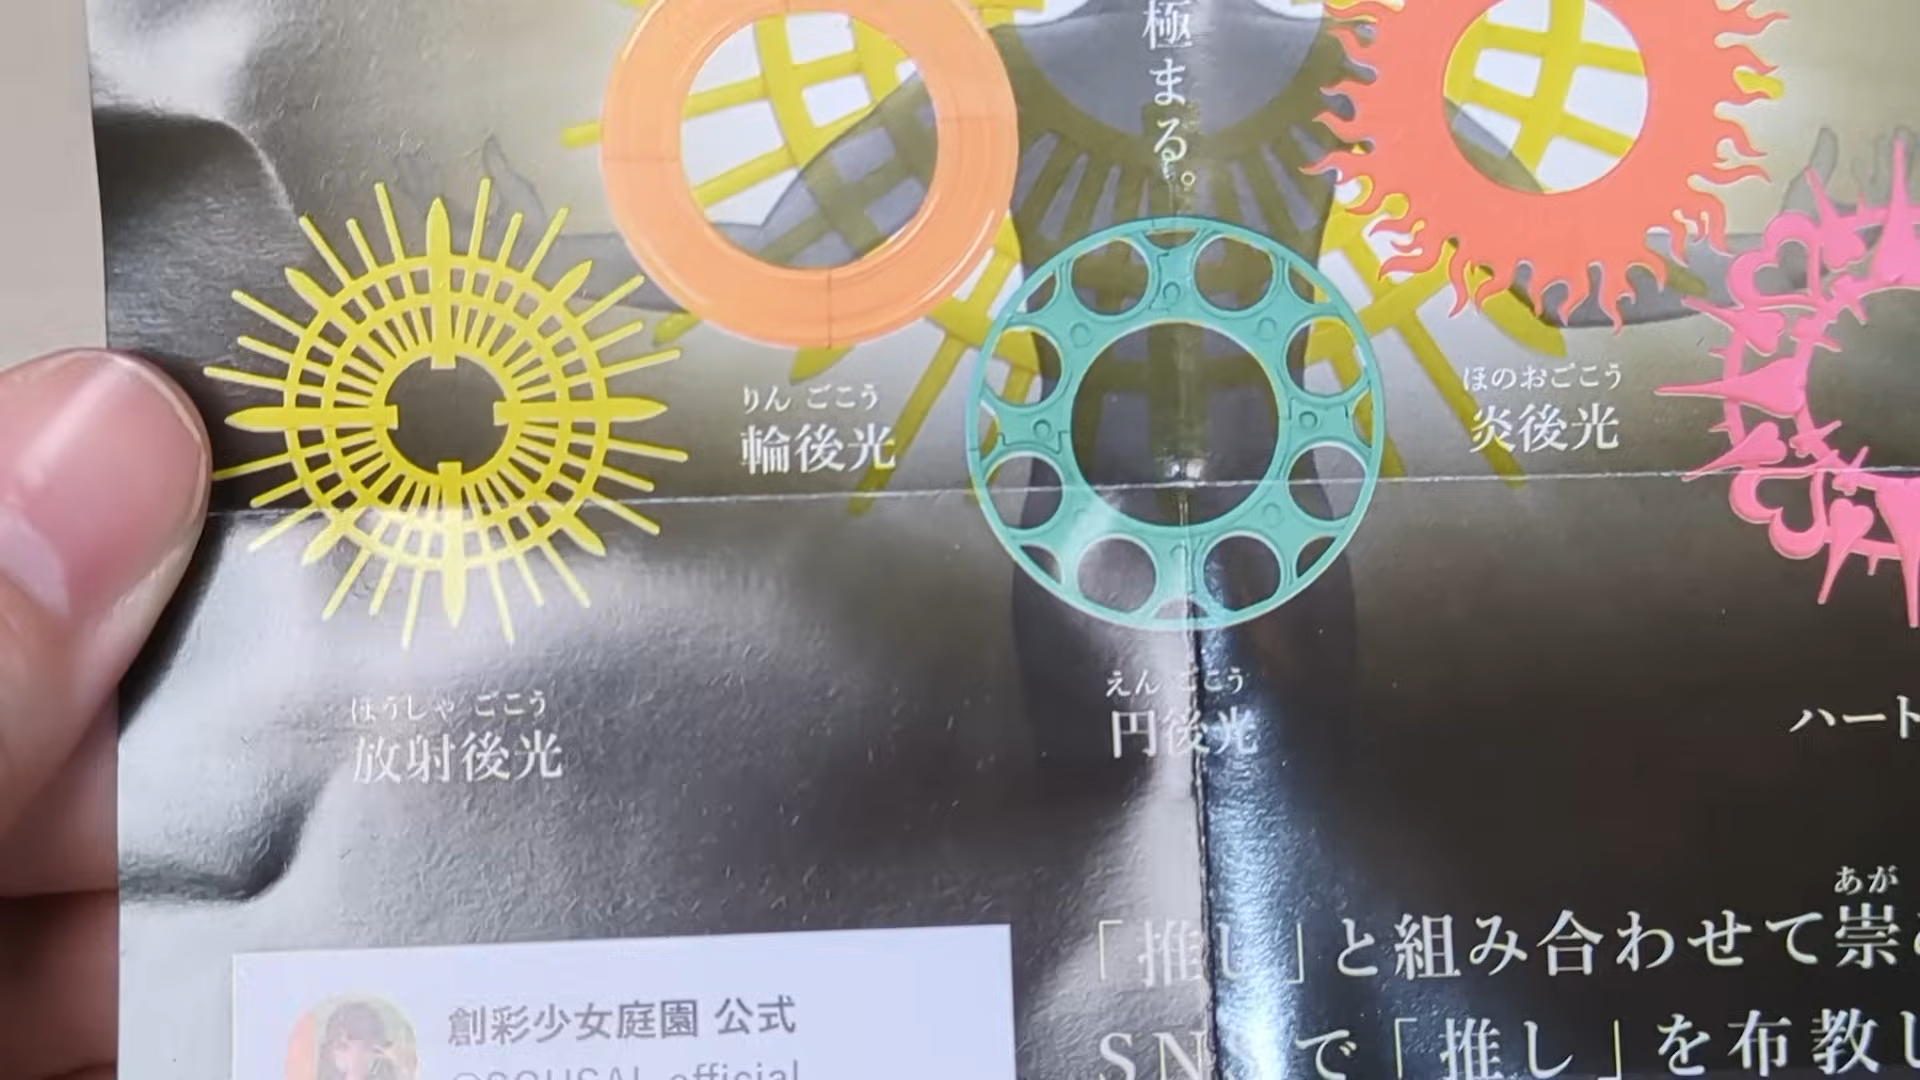 極まる。
りん ごこう
輪後光
ほのおごこう
炎後光
ほうしゃ ごこう
放射後光
えん ごこう
円後光
ハート
あが
「推し」と組み合わせて崇
SNSで「推し」を布教し
創彩少女庭園 公式